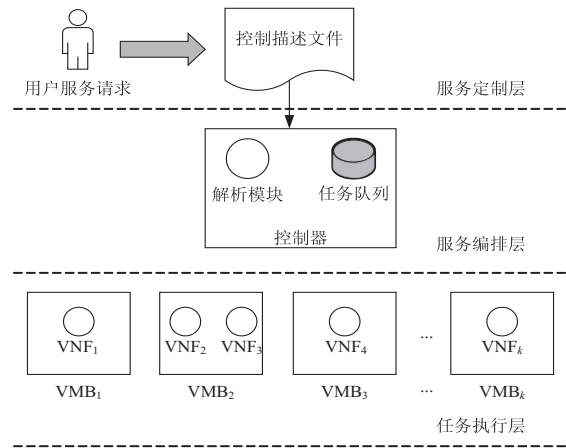 控制描述文件
用户服务请求
服务定制层
解析模块 任务队列
控制器
服务编排层
VNF₁ VNF₂ VNF₃ VNF₄ ... VNFₖ
VMB₁ VMB₂ VMB₃ ... VMBₖ
任务执行层